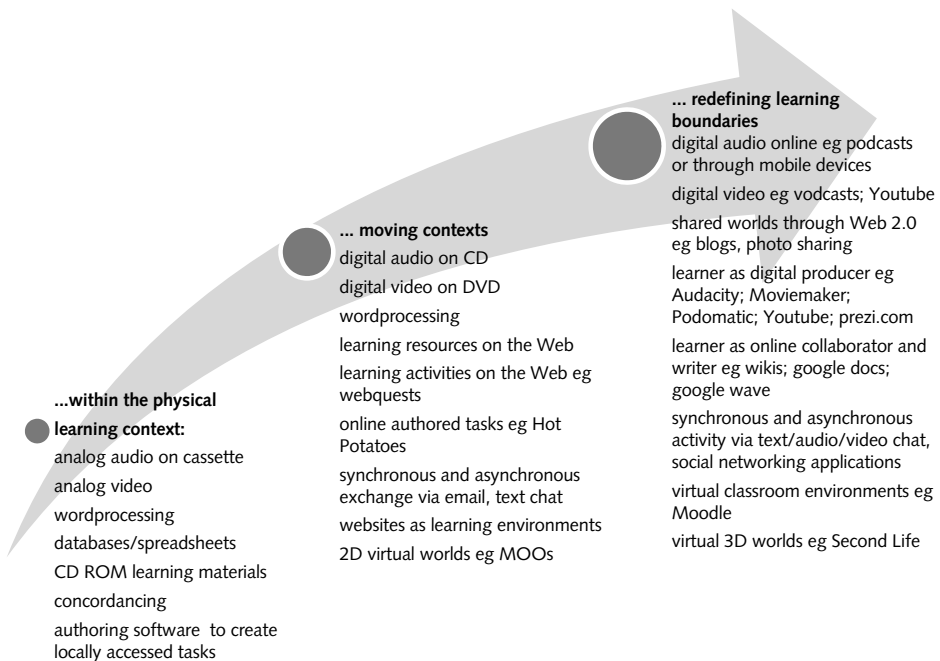 ...within the physical
learning context:
analog audio on cassette
analog video
wordprocessing
databases/spreadsheets
CD ROM learning materials
concordancing
authoring software to create
locally accessed tasks
... moving contexts
digital audio on CD
digital video on DVD
wordprocessing
learning resources on the Web
learning activities on the Web eg
webquests
online authored tasks eg Hot
Potatoes
synchronous and asynchronous
exchange via email, text chat
websites as learning environments
2D virtual worlds eg MOOs
... redefining learning
boundaries
digital audio online eg podcasts
or through mobile devices
digital video eg vodcasts; Youtube
shared worlds through Web 2.0
eg blogs, photo sharing
learner as digital producer eg
Audacity; Moviemaker;
Podomatic; Youtube; prezi.com
learner as online collaborator and
writer eg wikis; google docs;
google wave
synchronous and asynchronous
activity via text/audio/video chat,
social networking applications
virtual classroom environments eg
Moodle
virtual 3D worlds eg Second Life